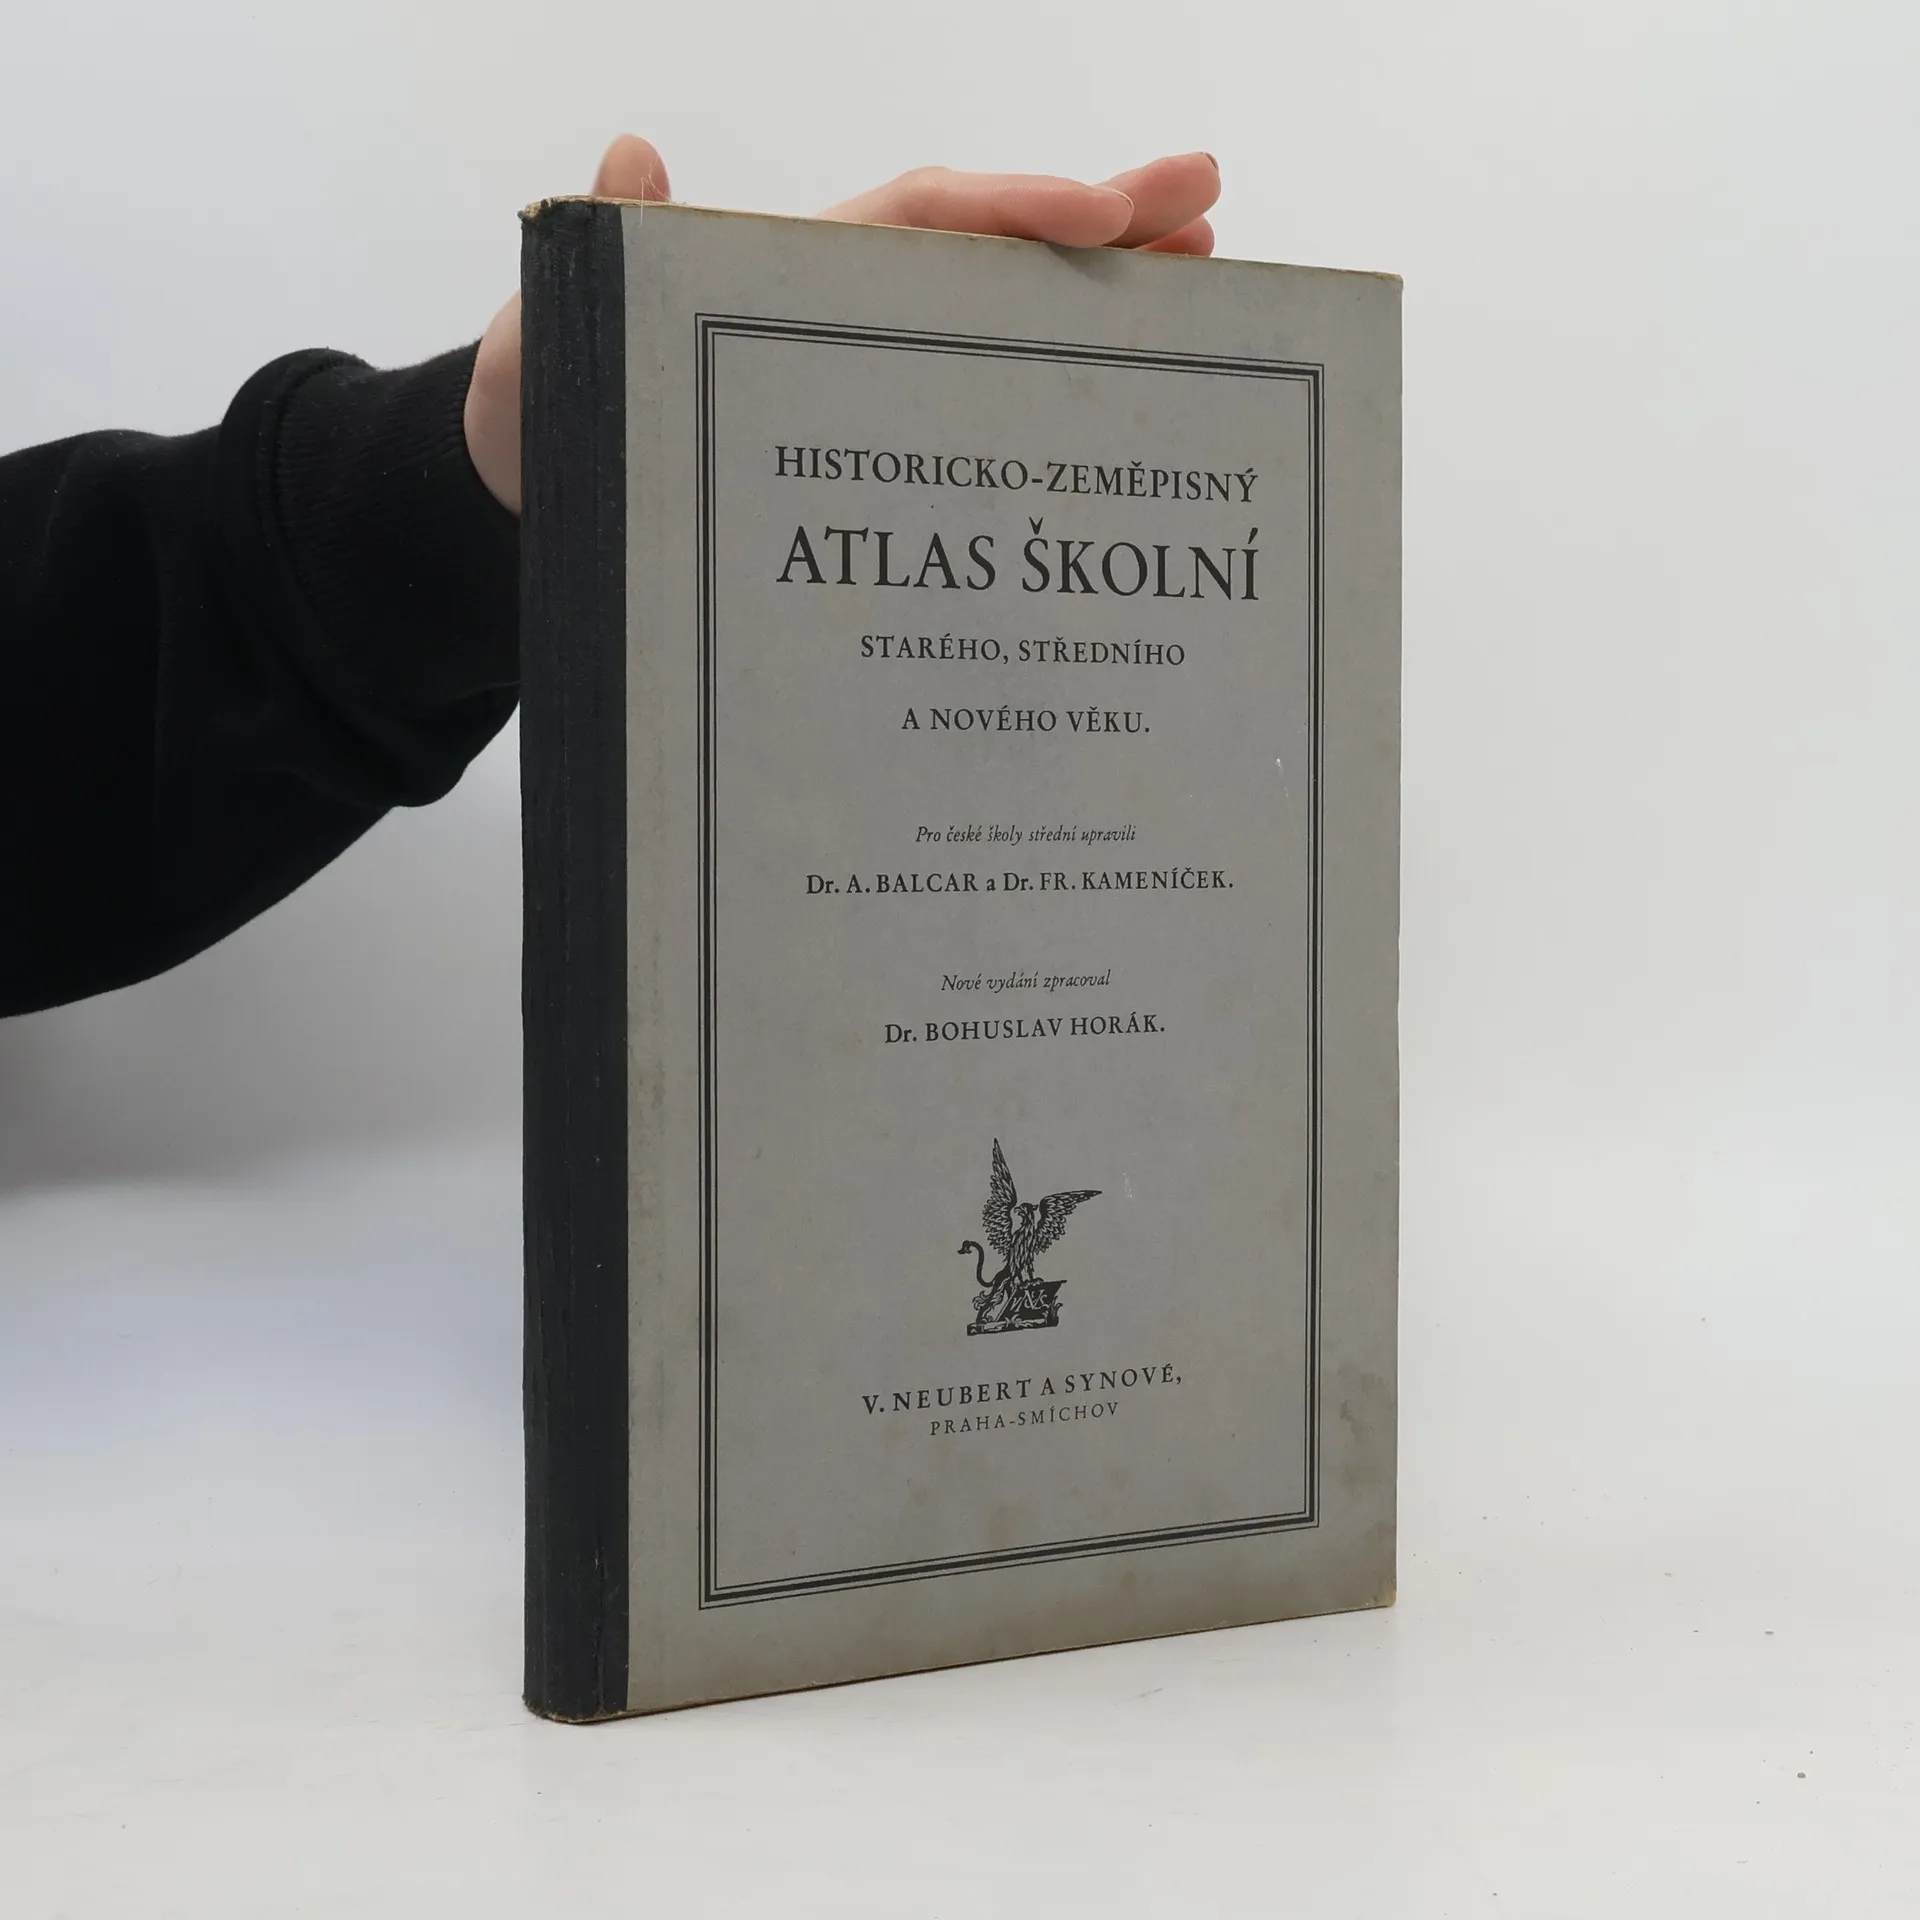 HISTORICKO-ZEMĚPISNÝ
ATLAS ŠKOLNÍ
STARÉHO, STŘEDNÍHO
A NOVÉHO VĚKU.
Pro české školy střední upravili
Dr. A. BALCAR a Dr. FR. KAMENÍČEK.
Nové vydání zpracoval
Dr. BOHUSLAV HORÁK.
V. NEUBERT A SYNOVÉ,
PRAHA-SMÍCHOV